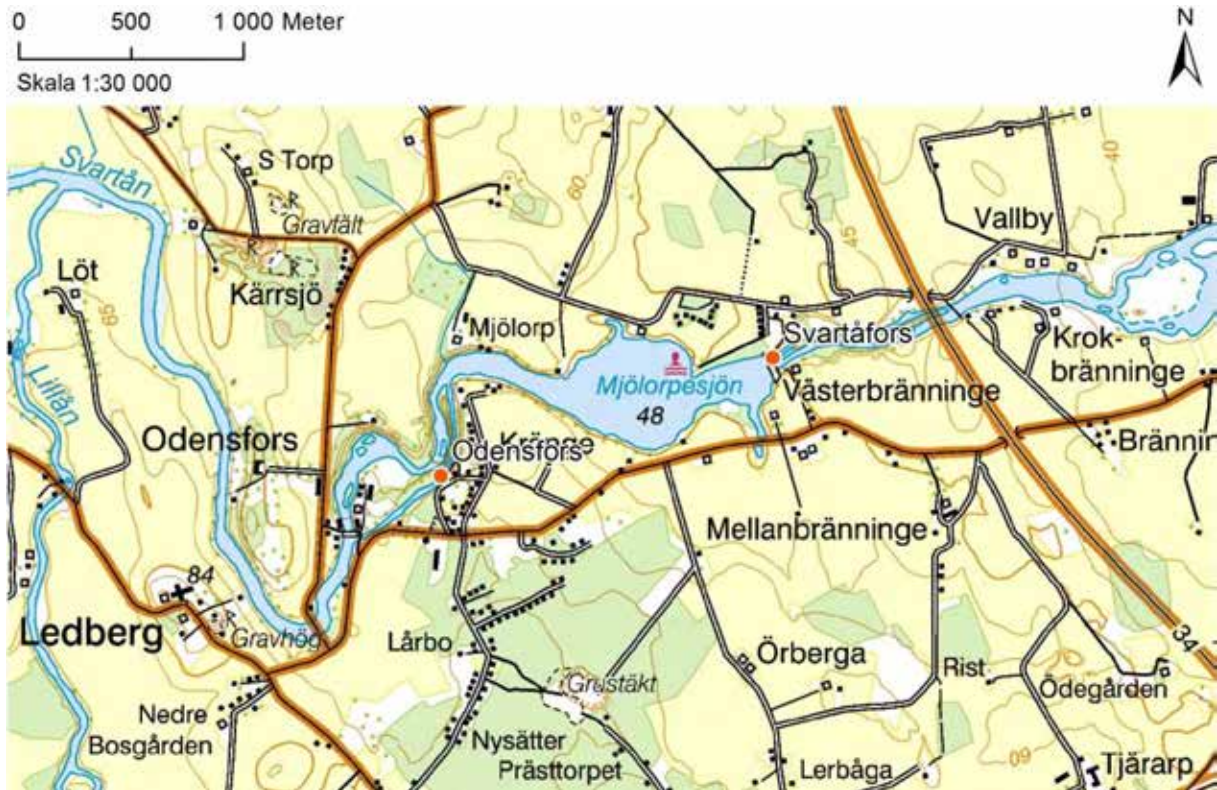 0 500 1 000 Meter
N
Skala 1:30 000
Svartån
S Torp
Gravfält
R
R
R
60
45
40
Vallby
Löt
65
Kärrsjö
Mjölorp
Svartåfors
Krok-
bränninge
Lillån
Mjölorpesjön
48
Västerbränninge
Odensfors
Kränge
Odensfors
Brännin
Mellanbränninge
84
Ledberg
Gravhög
R
Lårbo
Örberga
Rist
34
Ödegården
Grustäkt
Nedre
Bosgården
Nysätter
Prästtorpet
Lerbåga
60
Tjärarp